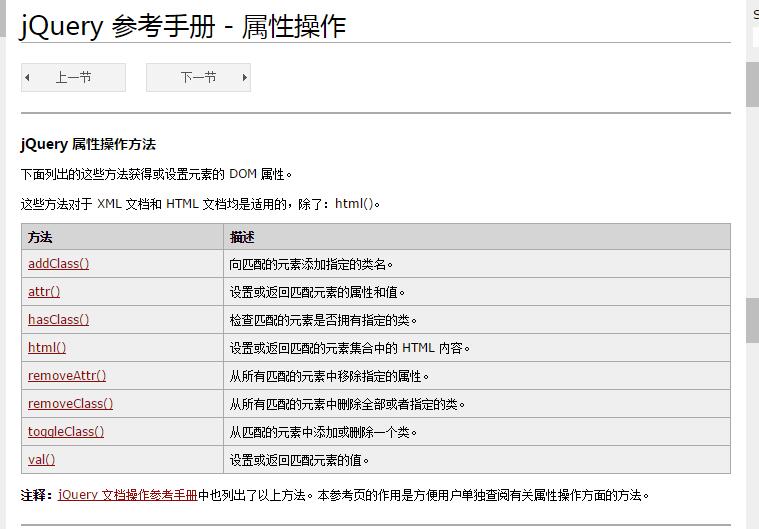 jQuery 参考手册 - 属性操作
S
上一节 下一节
jQuery 属性操作方法
下面列出的这些方法获得或设置元素的 DOM 属性。
这些方法对于 XML 文档和 HTML 文档均是适用的，除了：html()。
方法 描述
addClass() 向匹配的元素添加指定的类名。
attr() 设置或返回匹配元素的属性和值。
hasClass() 检查匹配的元素是否拥有指定的类。
html() 设置或返回匹配的元素集合中的 HTML 内容。
removeAttr() 从所有匹配的元素中移除指定的属性。
removeClass() 从所有匹配的元素中删除全部或者指定的类。
toggleClass() 从匹配的元素中添加或删除一个类。
val() 设置或返回匹配元素的值。
注释：jQuery 文档操作参考手册中也列出了以上方法。本参考页的作用是方便用户单独查阅有关属性操作方面的方法。